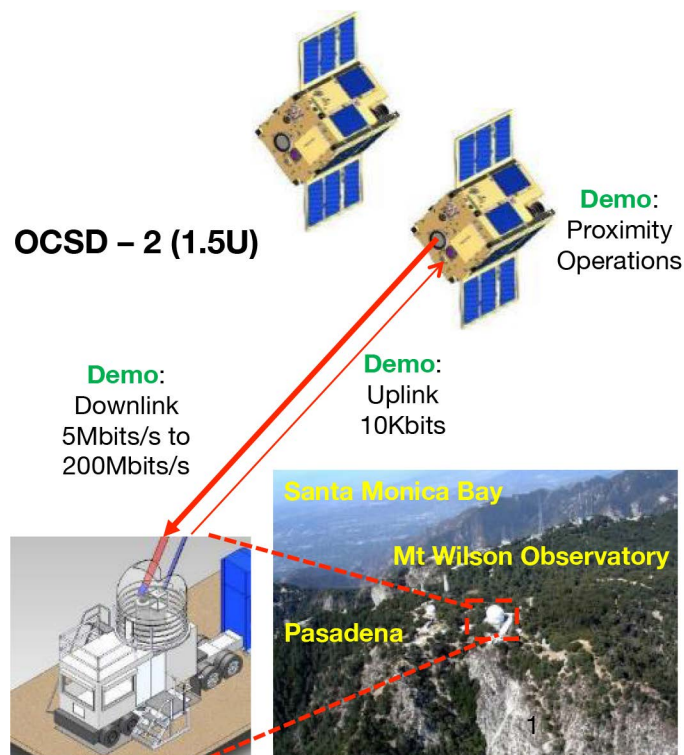 Demo:
Proximity
Operations
OCSD – 2 (1.5U)
Demo:
Downlink
5Mbits/s to
200Mbits/s
Demo:
Uplink
10Kbits
Santa Monica Bay
Mt Wilson Observatory
Pasadena
1